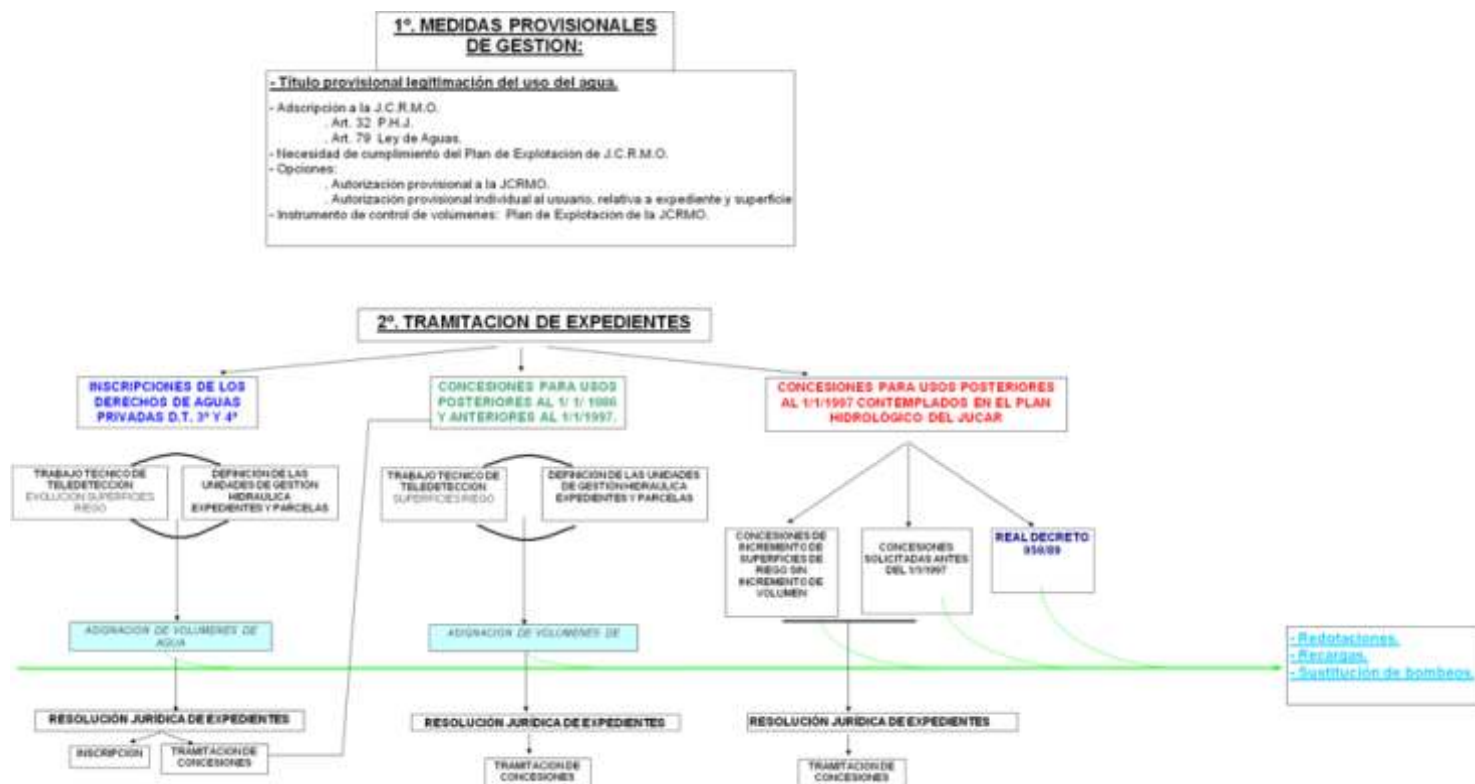 1º. MEDIDAS PROVISIONALES
DE GESTION:
- Título provisional legitimación del uso del agua.
- Adscripción a la J.C.R.M.O.
. Art. 32 P.H.J.
. Art. 79 Ley de Aguas.
- Necesidad de cumplimiento del Plan de Explotación de J.C.R.M.O.
- Opciones:
. Autorización provisional a la JCRMO.
. Autorización provisional individual al usuario, relativa a expediente y superficie
- Instrumento de control de volúmenes: Plan de Explotación de la JCRMO.
2º. TRAMITACION DE EXPEDIENTES
INSCRIPCIONES DE LOS
DERECHOS DE AGUAS
PRIVADAS D.T. 3ª Y 4ª
CONCESIONES PARA USOS
POSTERIORES AL 1/ 1/ 1986
Y ANTERIORES AL 1/1/1997.
CONCESIONES PARA USOS POSTERIORES
AL 1/1/1997 CONTEMPLADOS EN EL PLAN
HIDROLÓGICO DEL JUCAR
TRABAJO TÉCNICO DE
TELEDETECCIÓN
EVOLUCIÓN SUPERFICIES
RIEGO
DEFINICIÓN DE LAS
UNIDADES DE GESTIÓN
HIDRAULICA
EXPEDIENTES Y PARCELAS
TRABAJO TECNICO DE
TELEDETECCIÓN
SUPERFICIES RIEGO
DEFINICIÓN DE LAS UNIDADES
DE GESTIÓN HIDRAULICA
EXPEDIENTES Y PARCELAS
CONCESIONES DE
INCREMENTO DE
SUPERFICIES DE
RIEGO SIN
INCREMENTO DE
VOLUMEN
CONCESIONES
SOLICITADAS ANTES
DEL 1/1/1997
REAL DECRETO
ASIGNACION DE VOLUMENES DE
AGUA
ASIGNACION DE VOLUMENES DE
- Redotaciones.
- Recargas.
- Sustitución de bombeos.
RESOLUCIÓN JURÍDICA DE EXPEDIENTES
RESOLUCIÓN JURÍDICA DE EXPEDIENTES
RESOLUCIÓN JURÍDICA DE EXPEDIENTES
INSCRIPCION
TRAMITACION DE
CONCESIONES
TRAMITACION DE
CONCESIONES
TRAMITACION DE
CONCESIONES